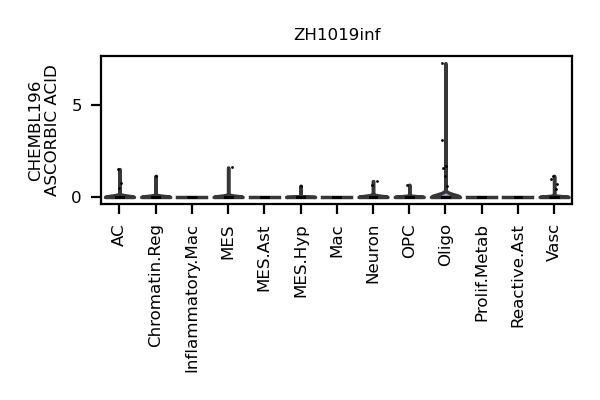 ZH1019inf
CHEMBL196
ASCORBIC ACID
5
0
AC
Chromatin.Reg
Inflammatory.Mac
MES
MES.Ast
MES.Hyp
Mac
Neuron
OPC
Oligo
Prolif.Metab
Reactive.Ast
Vasc